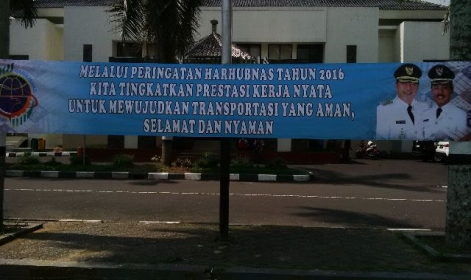 MELALUI PERINGATAN HARHUBNAS TAHUN 2016
KITA TINGKATKAN PRESTASI KERJA NYATA
UNTUK MEWUJUDKAN TRANSPORTASI YANG AMAN,
SELAMAT DAN NYAMAN